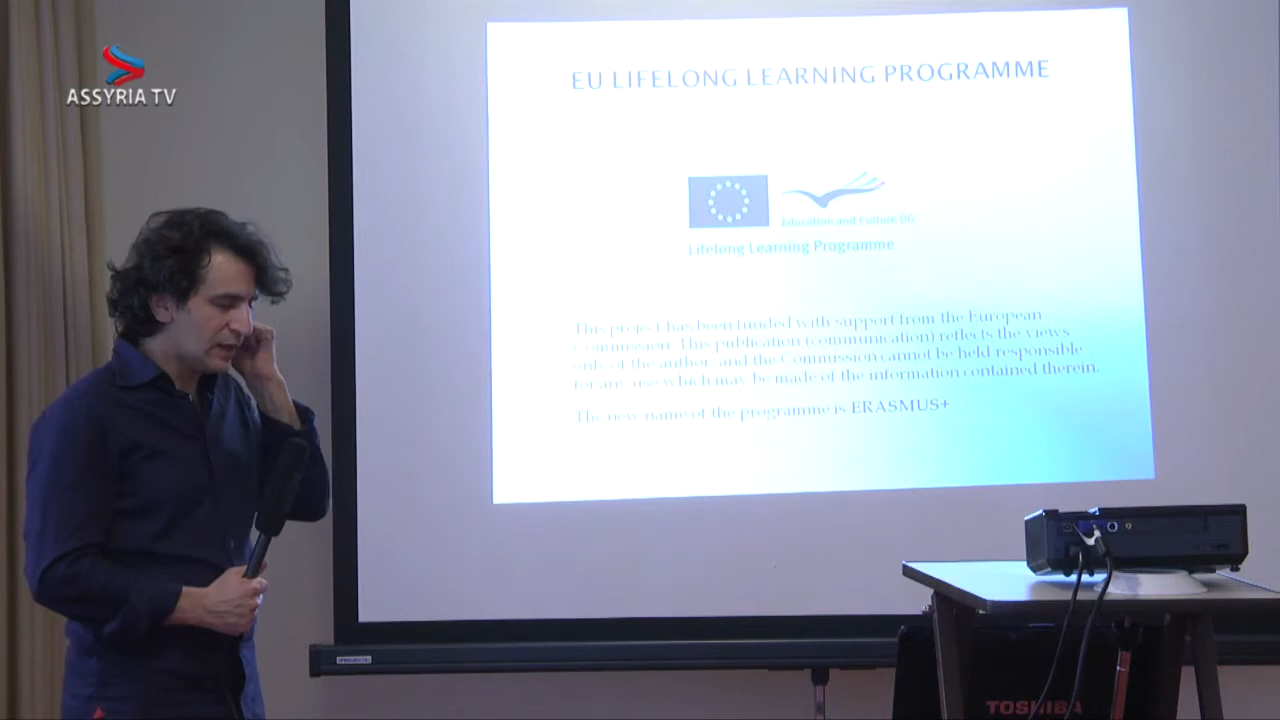 ASSYRIA TV
EU LIFELONG LEARNING PROGRAMME
Education and Culture DG
Lifelong Learning Programme
This project has been funded with support from the European
Commission. This publication (communication) reflects the views
only of the author, and the Commission cannot be held responsible
for any use which may be made of the information contained therein.
The new name of the programme is ERASMUS+
TOSHIBA